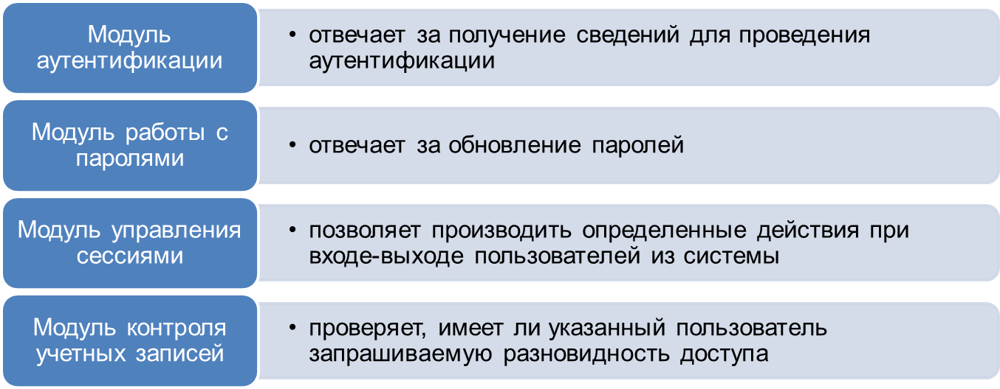 Модуль
аутентификации
• отвечает за получение сведений для проведения
аутентификации
Модуль работы с
паролями
• отвечает за обновление паролей
Модуль управления
сессиями
• позволяет производить определенные действия при
входе-выходе пользователей из системы
Модуль контроля
учетных записей
• проверяет, имеет ли указанный пользователь
запрашиваемую разновидность доступа